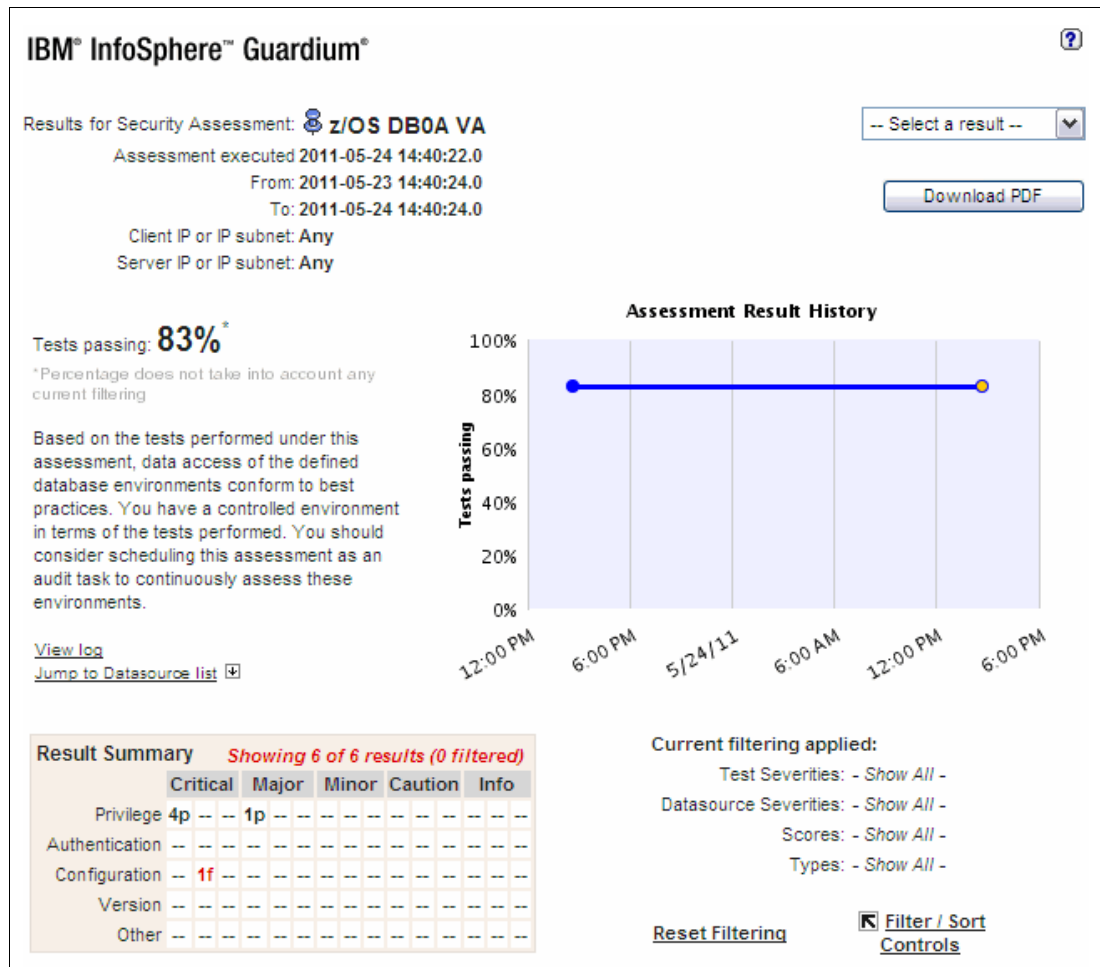 IBM® InfoSphere™ Guardium®
?
Results for Security Assessment: z/OS DB0A VA
-- Select a result --
Assessment executed 2011-05-24 14:40:22.0
From: 2011-05-23 14:40:24.0
To: 2011-05-24 14:40:24.0
Client IP or IP subnet: Any
Server IP or IP subnet: Any
Download PDF
Tests passing: 83%*
*Percentage does not take into account any
current filtering
Based on the tests performed under this
assessment, data access of the defined
database environments conform to best
practices. You have a controlled environment
in terms of the tests performed. You should
consider scheduling this assessment as an
audit task to continuously assess these
environments.
View log
Jump to Datasource list
Assessment Result History
Tests passing
100%
80%
60%
40%
20%
0%
12:00 PM 6:00 PM 5/24/11 6:00 AM 12:00 PM 6:00 PM
Result Summary Showing 6 of 6 results (0 filtered)
Critical Major Minor Caution Info
Privilege 4p -- -- 1p -- -- -- -- -- -- -- -- -- -- --
Authentication -- -- -- -- -- -- -- -- -- -- -- -- -- -- --
Configuration -- 1f -- -- -- -- -- -- -- -- -- -- -- -- --
Version -- -- -- -- -- -- -- -- -- -- -- -- -- -- --
Other -- -- -- -- -- -- -- -- -- -- -- -- -- -- --
Current filtering applied:
Test Severities: - Show All -
Datasource Severities: - Show All -
Scores: - Show All -
Types: - Show All -
Reset Filtering
Filter / Sort
Controls